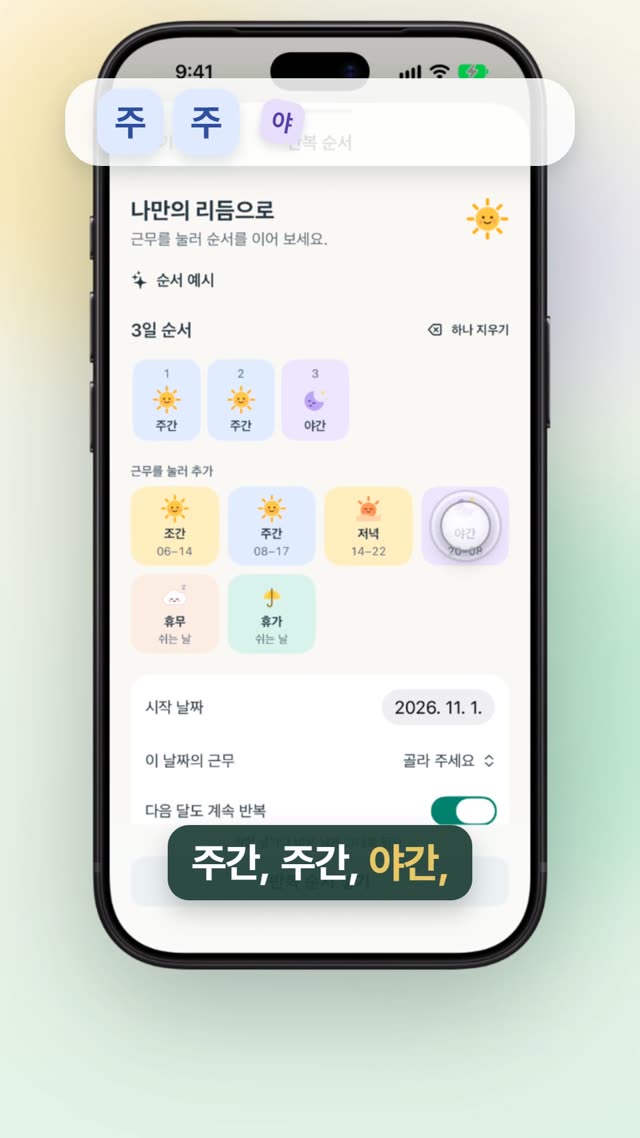 9:41
주 주 야
반복 순서
나만의 리듬으로
근무를 눌러 순서를 이어 보세요.
순서 예시
3일 순서
하나 지우기
1 2 3
주간 주간 야간
근무를 눌러 추가
조간 주간 저녁 야간
06–14 08–17 14–22 20–08
휴무 휴가
쉬는 날 쉬는 날
시작 날짜
2026. 11. 1.
이 날짜의 근무
골라 주세요
다음 달도 계속 반복
주간, 주간, 야간,